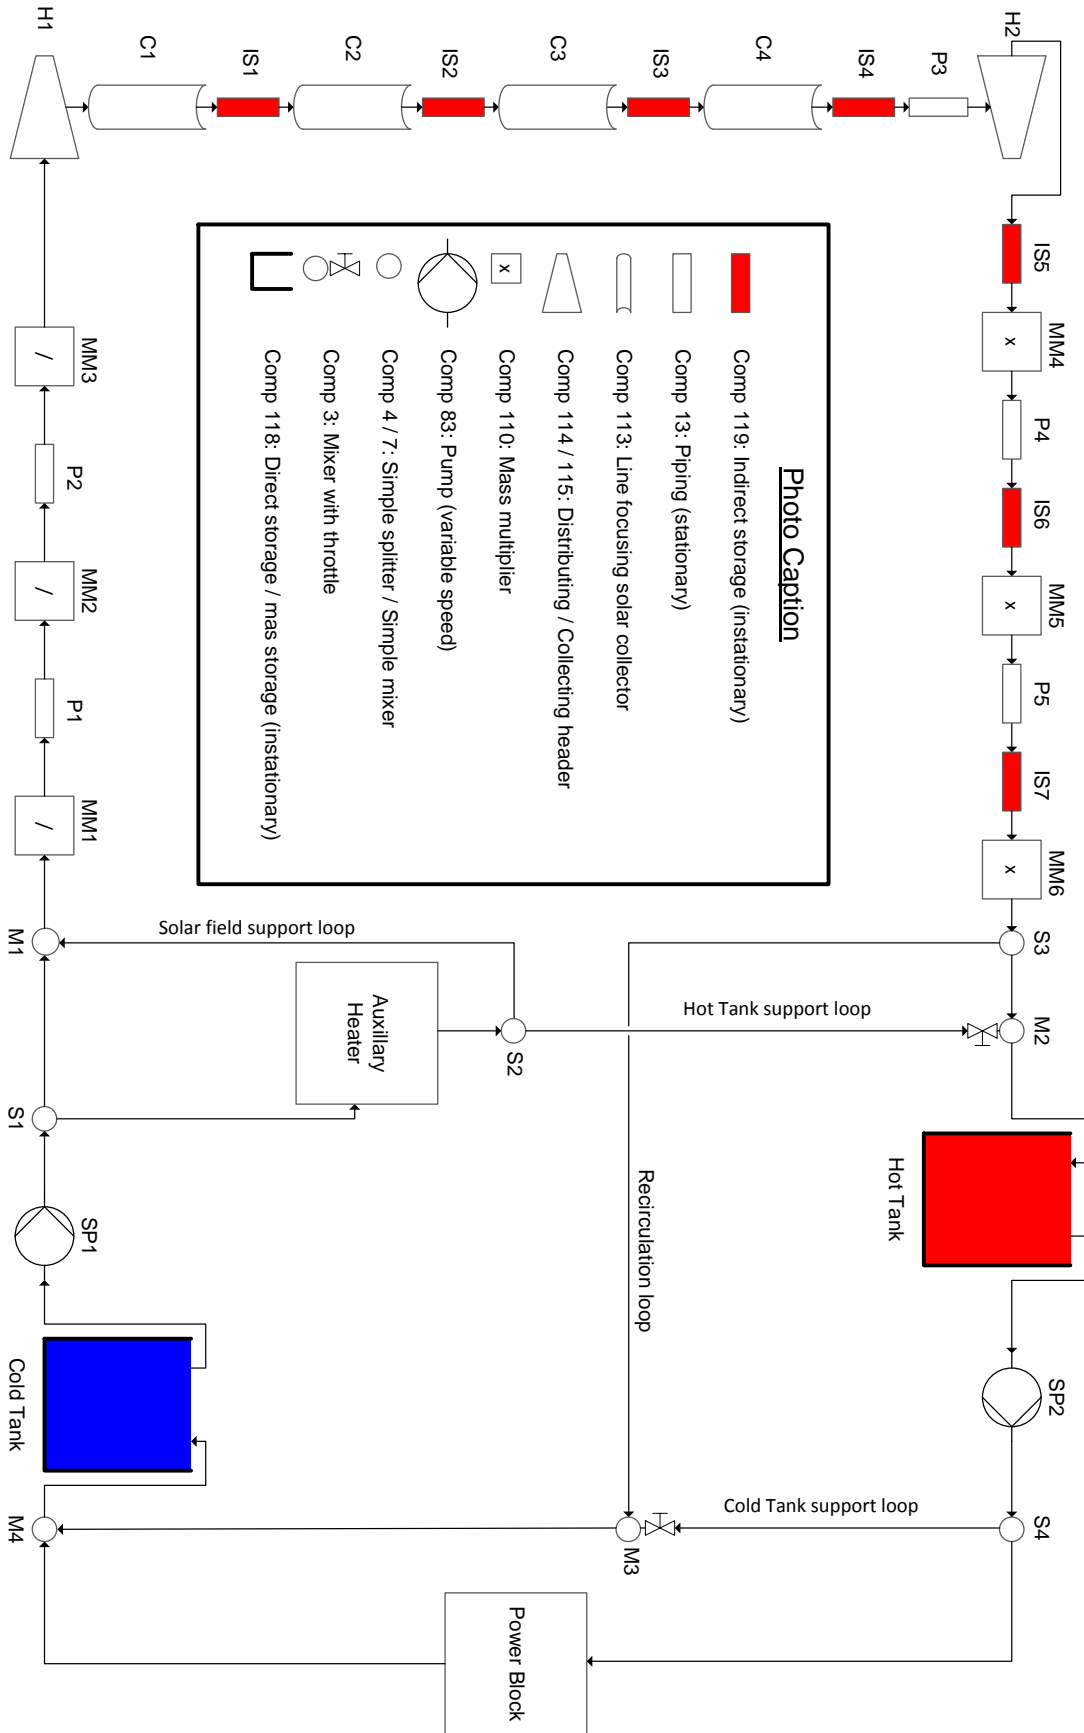 H2
IS5
MM4
P4
IS6
MM5
P5
IS7
MM6
S3
M2
SP2
S4
x
x
x
Hot Tank
P3
IS4
C4
IS3
C3
IS2
C2
IS1
C1
H1
Photo Caption
Comp 119: Indirect storage (instationary)
Comp 13: Piping (stationary)
Comp 113: Line focusing solar collector
Comp 114 / 115: Distributing / Collecting header
x
Comp 110: Mass multiplier
Comp 83: Pump (variable speed)
Comp 4 / 7: Simple splitter / Simple mixer
Comp 3: Mixer with throttle
Comp 118: Direct storage / mas storage (instationary)
Hot Tank support loop
Cold Tank support loop
Recirculation loop
M3
S2
Power Block
Auxillary
Heater
Solar field support loop
MM3
P2
MM2
P1
MM1
SP1
/
/
/
M1
S1
Cold Tank
M4